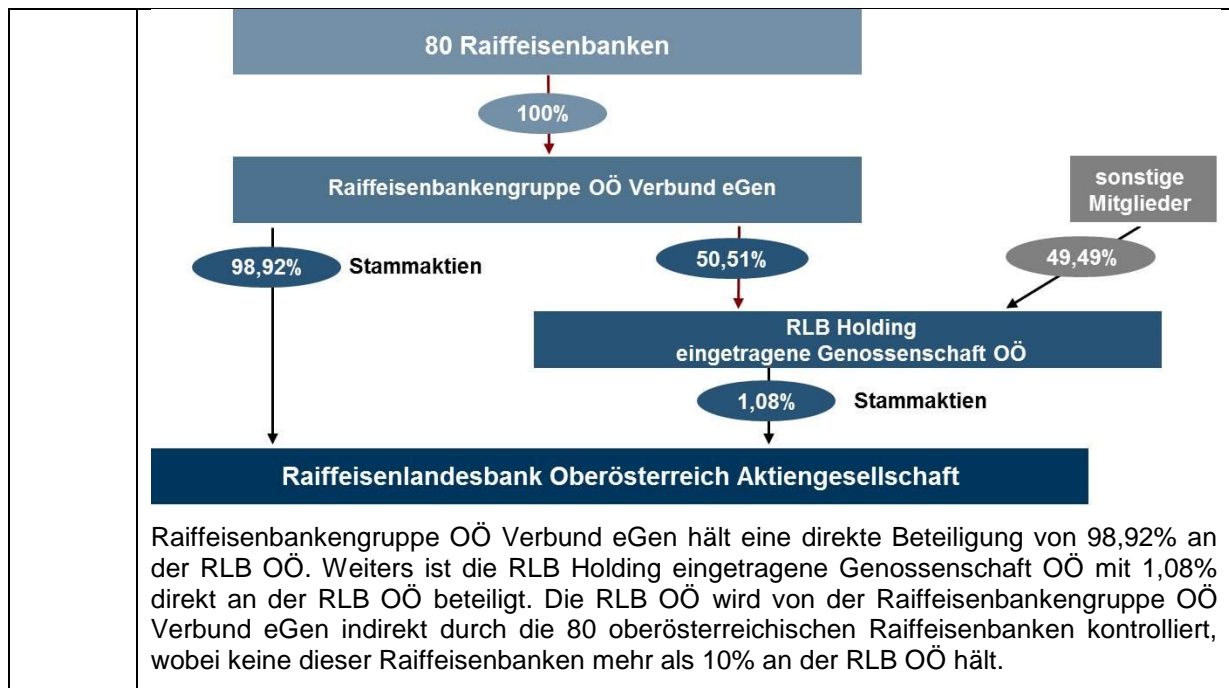 80 Raiffeisenbanken
100%
Raiffeisenbankengruppe OÖ Verbund eGen
sonstige
Mitglieder
98,92%
Stammaktien
50,51%
49,49%
RLB Holding
eingetragene Genossenschaft OÖ
1,08%
Stammaktien
Raiffeisenlandesbank Oberösterreich Aktiengesellschaft
Raiffeisenbankengruppe OÖ Verbund eGen hält eine direkte Beteiligung von 98,92% an
der RLB OÖ. Weiters ist die RLB Holding eingetragene Genossenschaft OÖ mit 1,08%
direkt an der RLB OÖ beteiligt. Die RLB OÖ wird von der Raiffeisenbankengruppe OÖ
Verbund eGen indirekt durch die 80 oberösterreichischen Raiffeisenbanken kontrolliert,
wobei keine dieser Raiffeisenbanken mehr als 10% an der RLB OÖ hält.